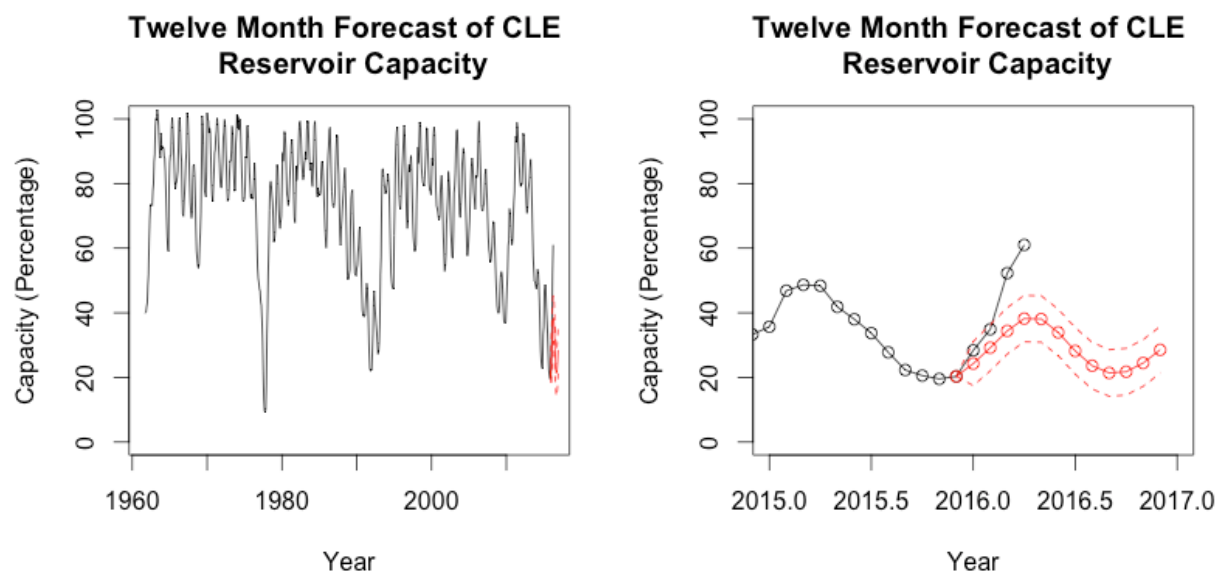 Twelve Month Forecast of CLE
Reservoir Capacity
Capacity (Percentage)
100
80
60
40
20
0
1960
1980
2000
Year
Twelve Month Forecast of CLE
Reservoir Capacity
Capacity (Percentage)
100
80
60
40
20
0
2015.0
2015.5
2016.0
2016.5
2017.0
Year